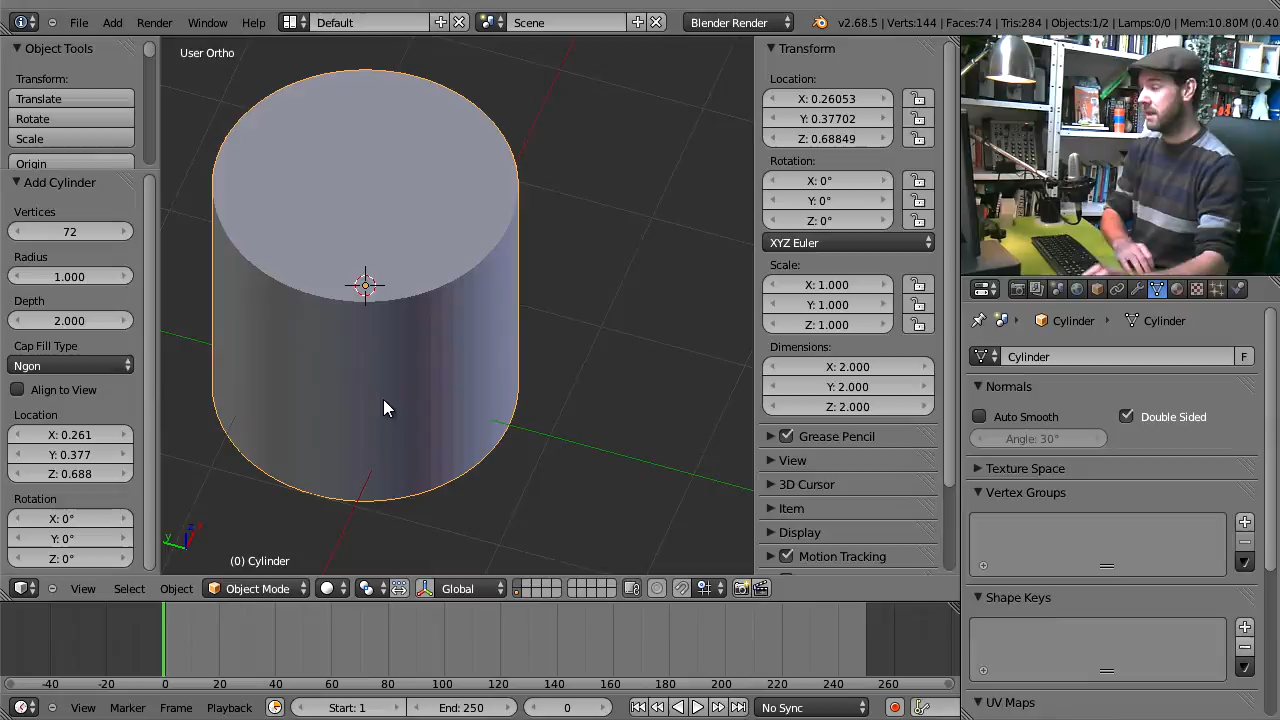 File Add Render Window Help Default Scene Blender Render v2.68.5 | Verts:144 | Faces:74 | Tris:284 | Objects:1/2 | Lamps:0/0 | Mem:10.80M (0.40
Object Tools
Transform:
Translate
Rotate
Scale
Origin
Add Cylinder
Vertices
72
Radius
1.000
Depth
2.000
Cap Fill Type
Ngon
Align to View
Location
X: 0.261
Y: 0.377
Z: 0.688
Rotation
X: 0°
Y: 0°
Z: 0°
User Ortho
y
z
x
(0) Cylinder
Transform
Location:
X: 0.26053
Y: 0.37702
Z: 0.68849
Rotation:
X: 0°
Y: 0°
Z: 0°
XYZ Euler
Scale:
X: 1.000
Y: 1.000
Z: 1.000
Dimensions:
X: 2.000
Y: 2.000
Z: 2.000
Grease Pencil
View
3D Cursor
Item
Display
Motion Tracking
View Select Object Object Mode Global
-40 -20 0 20 40 60 80 100 120 140 160 180 200 220 240 260
View Marker Frame Playback Start: 1 End: 250 0 No Sync
Cylinder Cylinder
Cylinder F
Normals
Auto Smooth Double Sided
Angle: 30°
Texture Space
Vertex Groups
Shape Keys
UV Maps